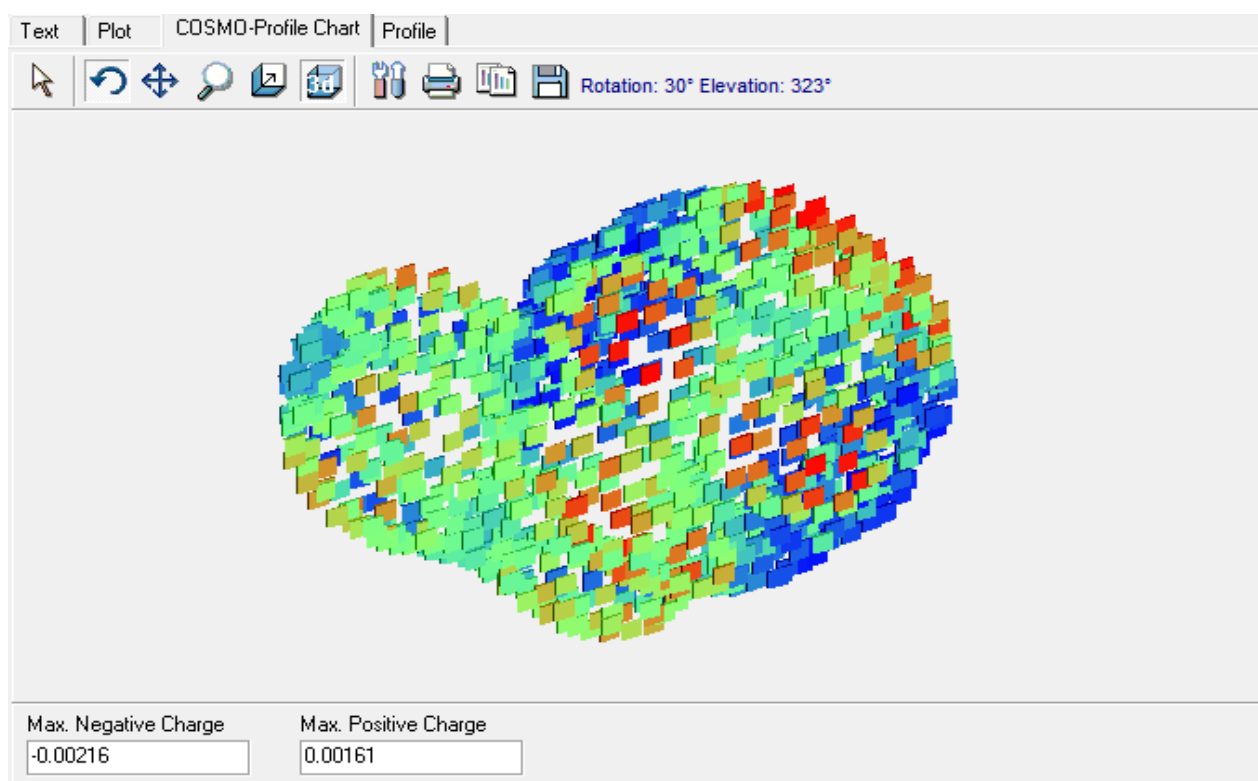 Text Plot COSMO-Profile Chart Profile
3d Rotation: 30° Elevation: 323°
Max. Negative Charge Max. Positive Charge
-0.00216 0.00161